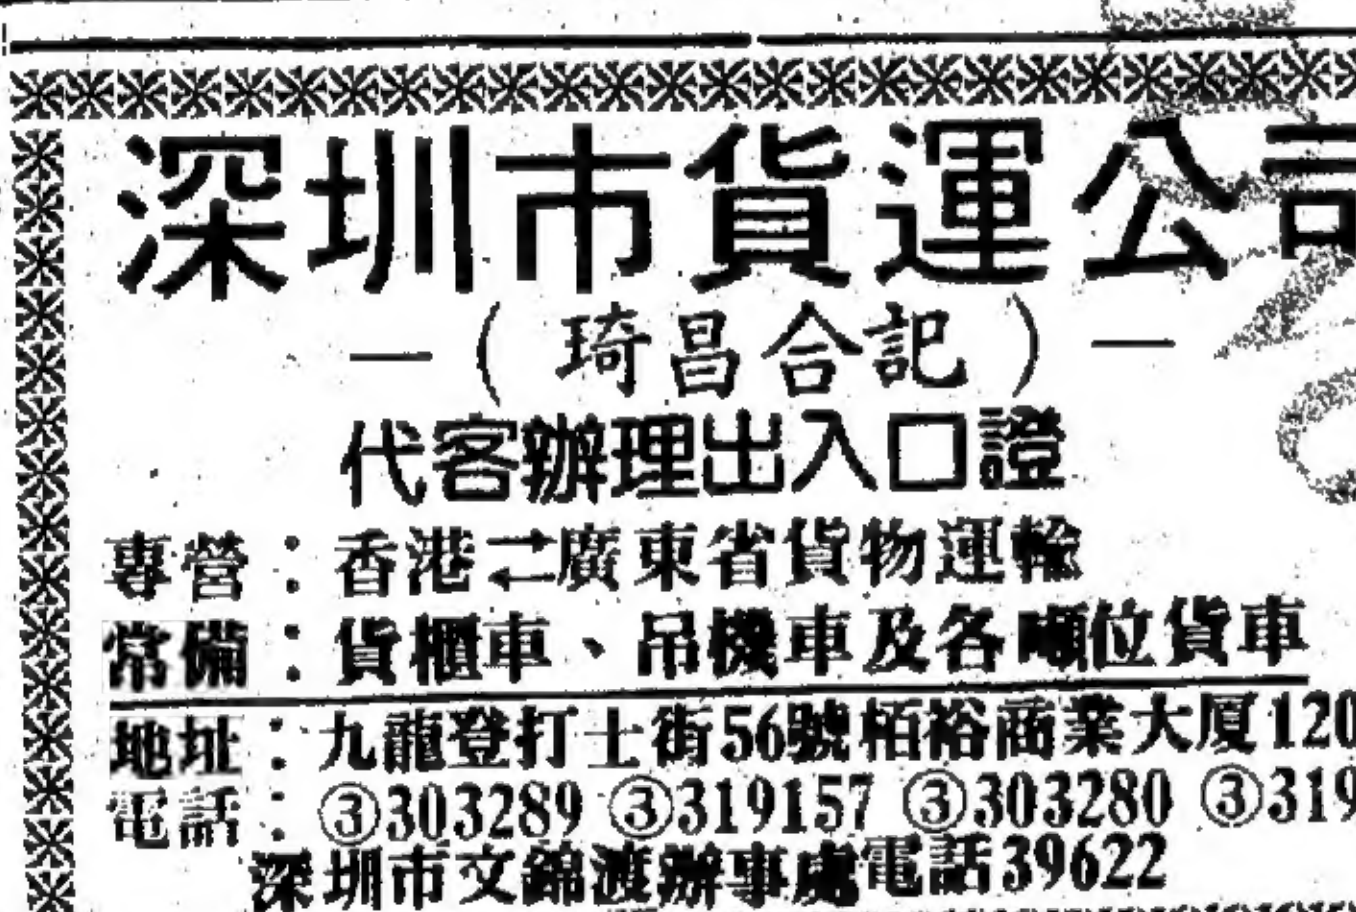 深圳市貨運公司
—(琦昌合記)—
代客辦理出入口證
專營:香港⇄廣東省貨物運輸
常備:貨櫃車、吊機車及各噸位貨車
地址:九龍登打士街56號栢裕商業大厦120
電話:③303289 ③319157 ③303280 ③319
深圳市文錦渡辦事處電話39622